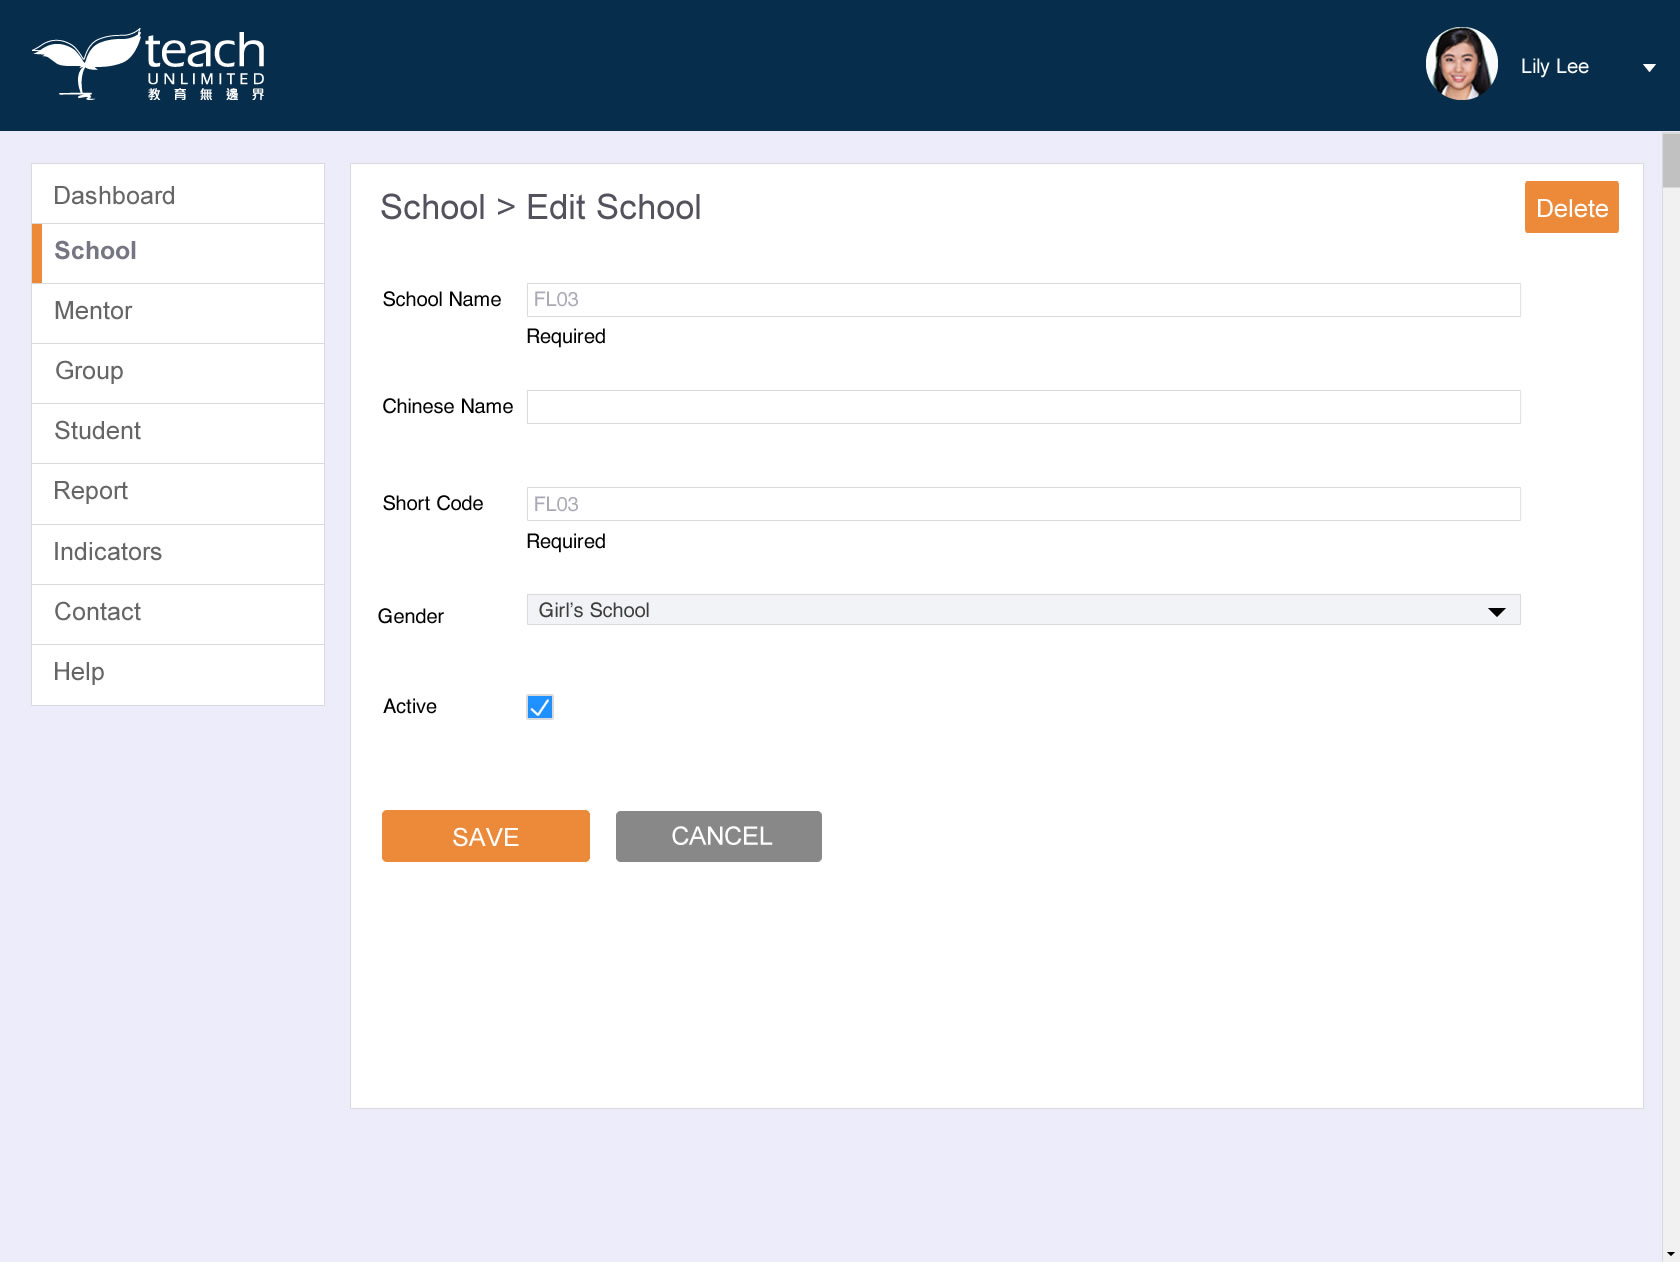 teach
UNLIMITED
教育無邊界
Lily Lee
Dashboard
School
Mentor
Group
Student
Report
Indicators
Contact
Help
School > Edit School
Delete
School Name
FL03
Required
Chinese Name
Short Code
FL03
Required
Gender
Girl's School
Active
SAVE
CANCEL